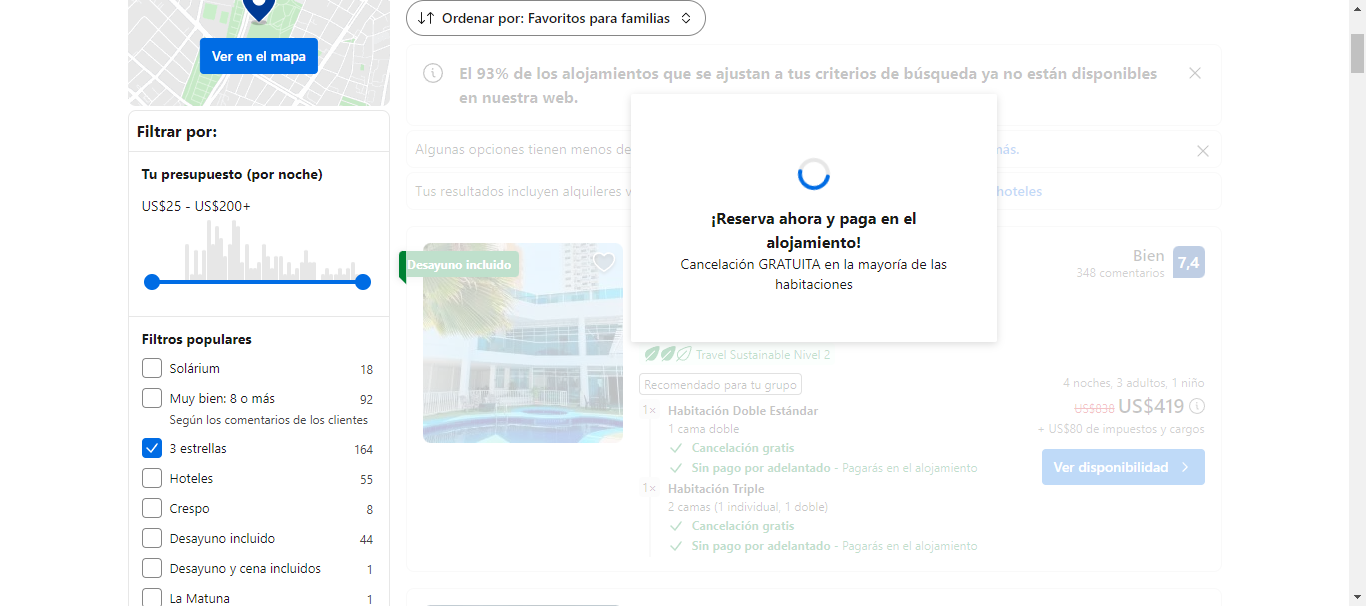 Ordenar por: Favoritos para familias
Ver en el mapa
El 93% de los alojamientos que se ajustan a tus criterios de búsqueda ya no están disponibles
en nuestra web.
Filtrar por:
Algunas opciones tienen menos de
más.
Tu presupuesto (por noche)
Tus resultados incluyen alquileres v
hoteles
US$25 - US$200+
¡Reserva ahora y paga en el
alojamiento!
Cancelación GRATUITA en la mayoría de las
habitaciones
Desayuno incluido
Bien
348 comentarios
7,4
Filtros populares
Solárium 18
Muy bien: 8 o más 92
Según los comentarios de los clientes
3 estrellas 164
Hoteles 55
Crespo 8
Desayuno incluido 44
Desayuno y cena incluidos 1
La Matuna 1
Travel Sustainable Nivel 2
Recomendado para tu grupo
1× Habitación Doble Estándar
1 cama doble
Cancelación gratis
Sin pago por adelantado - Pagarás en el alojamiento
1× Habitación Triple
2 camas (1 individual, 1 doble)
Cancelación gratis
Sin pago por adelantado - Pagarás en el alojamiento
4 noches, 3 adultos, 1 niño
US$838 US$419
+ US$80 de impuestos y cargos
Ver disponibilidad